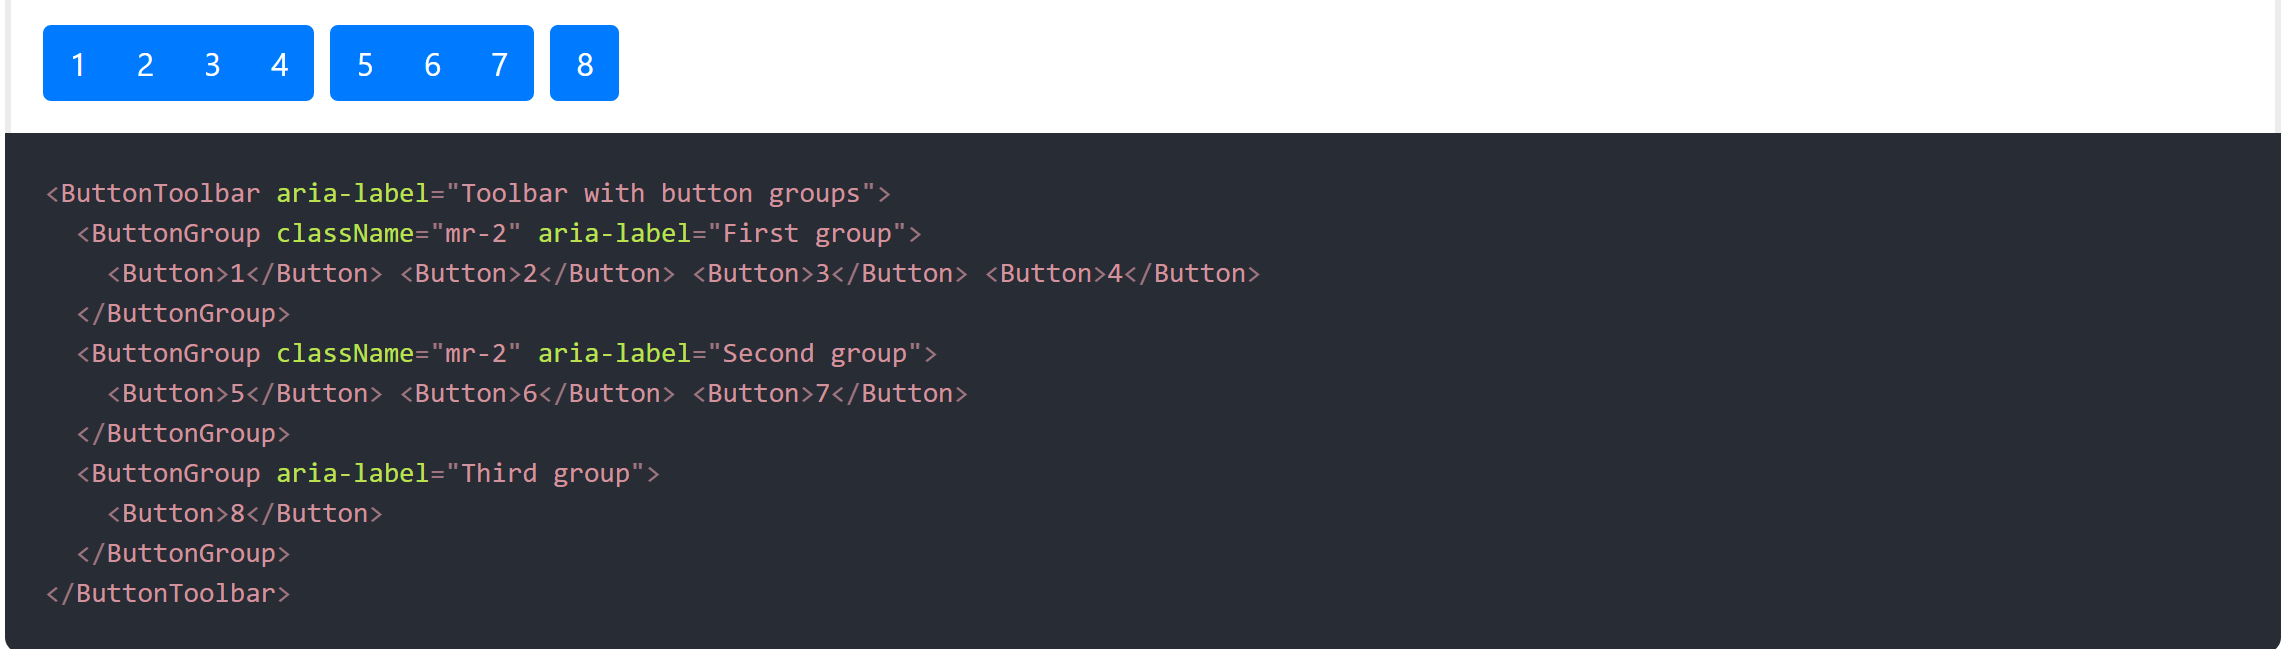 1 2 3 4 5 6 7 8
<ButtonToolbar aria-label="Toolbar with button groups">
  <ButtonGroup className="mr-2" aria-label="First group">
    <Button>1</Button> <Button>2</Button> <Button>3</Button> <Button>4</Button>
  </ButtonGroup>
  <ButtonGroup className="mr-2" aria-label="Second group">
    <Button>5</Button> <Button>6</Button> <Button>7</Button>
  </ButtonGroup>
  <ButtonGroup aria-label="Third group">
    <Button>8</Button>
  </ButtonGroup>
</ButtonToolbar>